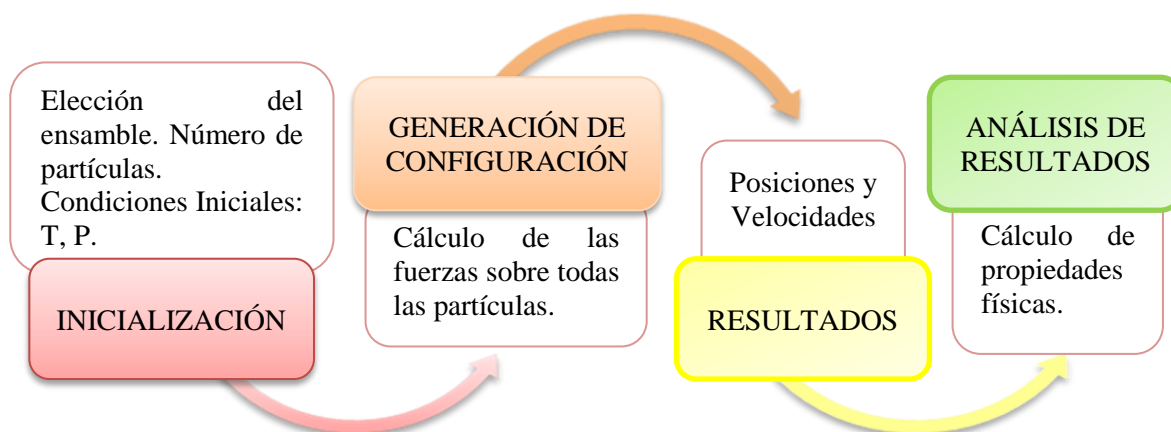 Elección del
ensamble. Número de
partículas.
Condiciones Iniciales:
T, P.
INICIALIZACIÓN
GENERACIÓN DE
CONFIGURACIÓN
Cálculo de las
fuerzas sobre todas
las partículas.
Posiciones y
Velocidades
RESULTADOS
ANÁLISIS DE
RESULTADOS
Cálculo de
propiedades
físicas.